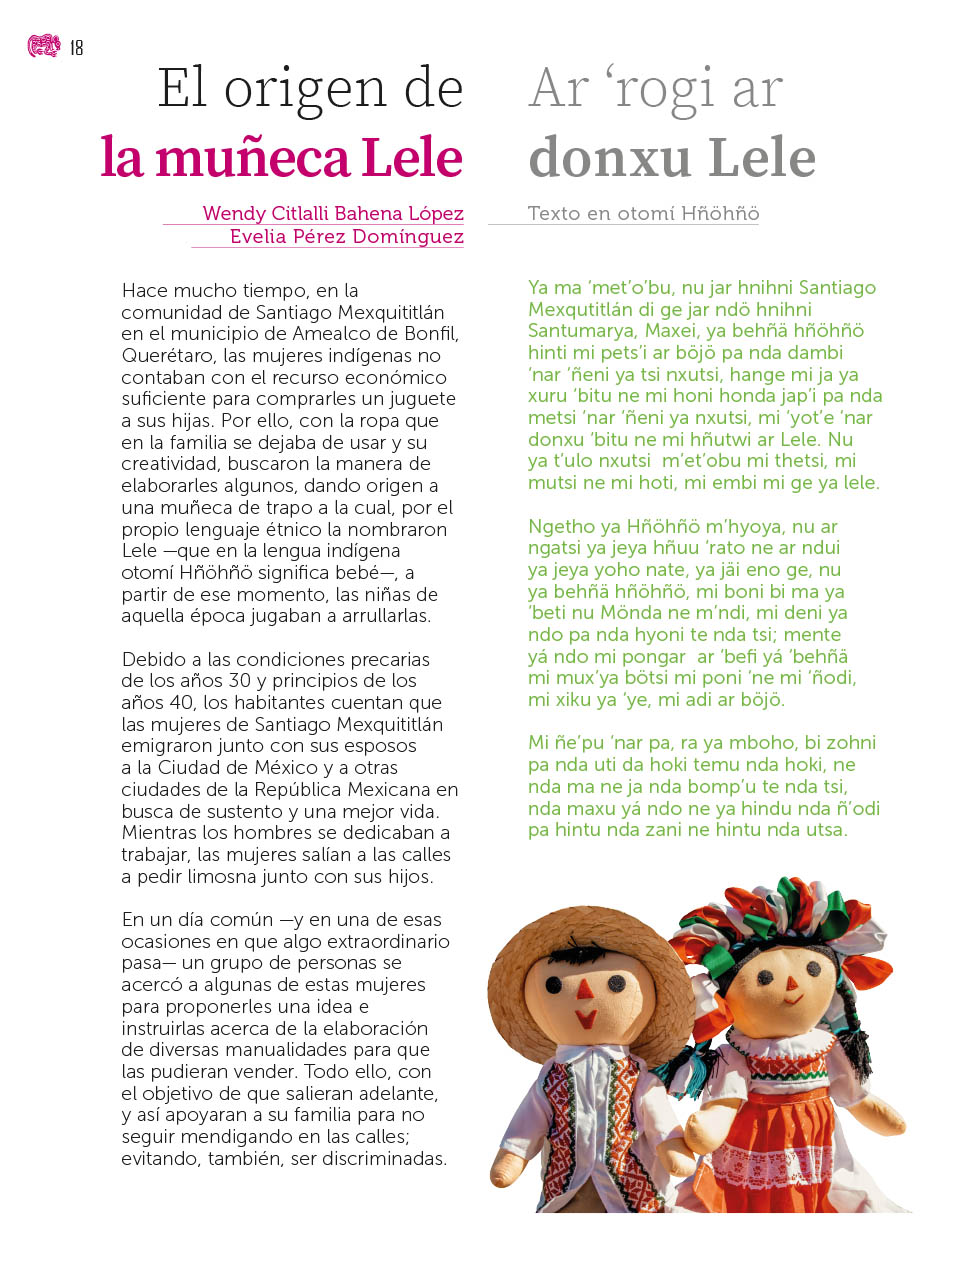 18
El origen de
la muñeca Lele
Wendy Citlalli Bahena López
Evelia Pérez Domínguez
Hace mucho tiempo, en la
comunidad de Santiago Mexquititlán
en el municipio de Amealco de Bonfil,
Querétaro, las mujeres indígenas no
contaban con el recurso económico
suficiente para comprarles un juguete
a sus hijas. Por ello, con la ropa que
en la familia se dejaba de usar y su
creatividad, buscaron la manera de
elaborarles algunos, dando origen a
una muñeca de trapo a la cual, por el
propio lenguaje étnico la nombraron
Lele —que en la lengua indígena
otomí Hñöhñö significa bebé—, a
partir de ese momento, las niñas de
aquella época jugaban a arrullarlas.
Debido a las condiciones precarias
de los años 30 y principios de los
años 40, los habitantes cuentan que
las mujeres de Santiago Mexquititlán
emigraron junto con sus esposos
a la Ciudad de México y a otras
ciudades de la República Mexicana en
busca de sustento y una mejor vida.
Mientras los hombres se dedicaban a
trabajar, las mujeres salían a las calles
a pedir limosna junto con sus hijos.
En un día común —y en una de esas
ocasiones en que algo extraordinario
pasa— un grupo de personas se
acercó a algunas de estas mujeres
para proponerles una idea e
instruirlas acerca de la elaboración
de diversas manualidades para que
las pudieran vender. Todo ello, con
el objetivo de que salieran adelante,
y así apoyaran a su familia para no
seguir mendigando en las calles;
evitando, también, ser discriminadas.
Ar ‘rogi ar
donxu Lele
Texto en otomí Hñöhñö
Ya ma ’met’o’bu, nu jar hnihni Santiago
Mexqutitlán di ge jar ndö hnihni
Santumarya, Maxei, ya behñä hñöhñö
hinti mi pets’i ar böjö pa nda dambi
‘nar ‘ñeni ya tsi nxutsi, hange mi ja ya
xuru ‘bitu ne mi honi honda jap’i pa nda
metsi ‘nar ‘ñeni ya nxutsi, mi ‘yot’e ‘nar
donxu ‘bitu ne mi hñutwi ar Lele. Nu
ya t’ulo nxutsi  m’et’obu mi thetsi, mi
mutsi ne mi hoti, mi embi mi ge ya lele.
Ngetho ya Hñöhñö m’hyoya, nu ar
ngatsi ya jeya hñuu ‘rato ne ar ndui
ya jeya yoho nate, ya jäi eno ge, nu
ya behñä hñöhñö, mi boni bi ma ya
‘beti nu Mönda ne m’ndi, mi deni ya
ndo pa nda hyoni te nda tsi; mente
yá ndo mi pongar  ar ‘befi yá ‘behñä
mi mux’ya bötsi mi poni ‘ne mi ‘ñodi,
mi xiku ya ‘ye, mi adi ar böjö.
Mi ñe’pu ‘nar pa, ra ya mboho, bi zohni
pa nda uti da hoki temu nda hoki, ne
nda ma ne ja nda bomp’u te nda tsi,
nda maxu yá ndo ne ya hindu nda ñ’odi
pa hintu nda zani ne hintu nda utsa.